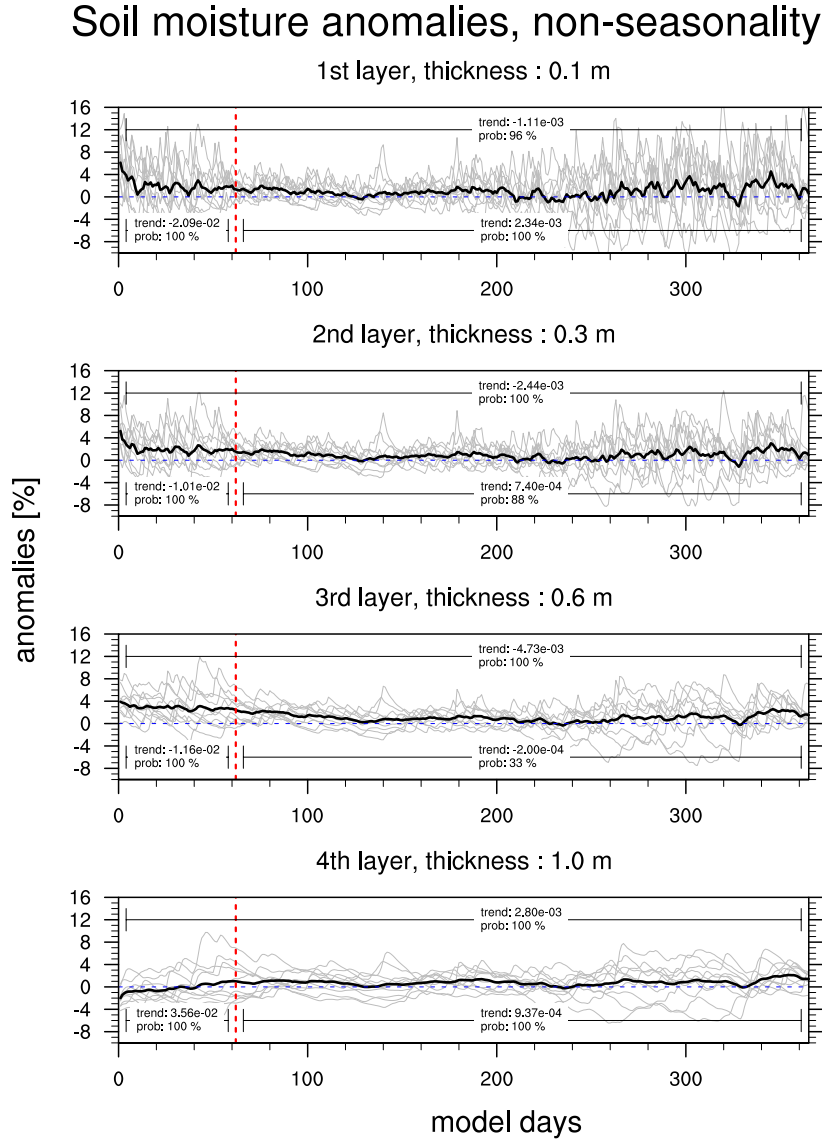 Soil moisture anomalies, non-seasonality
1st layer, thickness : 0.1 m
16
12
8
4
0
-4
-8
trend: -1.11e-03
prob: 96 %
trend: -2.09e-02
prob: 100 %
trend: 2.34e-03
prob: 100 %
0
100
200
300
2nd layer, thickness : 0.3 m
16
12
8
4
0
-4
-8
trend: -2.44e-03
prob: 100 %
trend: -1.01e-02
prob: 100 %
trend: 7.40e-04
prob: 88 %
0
100
200
300
anomalies [%]
3rd layer, thickness : 0.6 m
16
12
8
4
0
-4
-8
trend: -4.73e-03
prob: 100 %
trend: -1.16e-02
prob: 100 %
trend: -2.00e-04
prob: 33 %
0
100
200
300
4th layer, thickness : 1.0 m
16
12
8
4
0
-4
-8
trend: 2.80e-03
prob: 100 %
trend: 3.56e-02
prob: 100 %
trend: 9.37e-04
prob: 100 %
0
100
200
300
model days